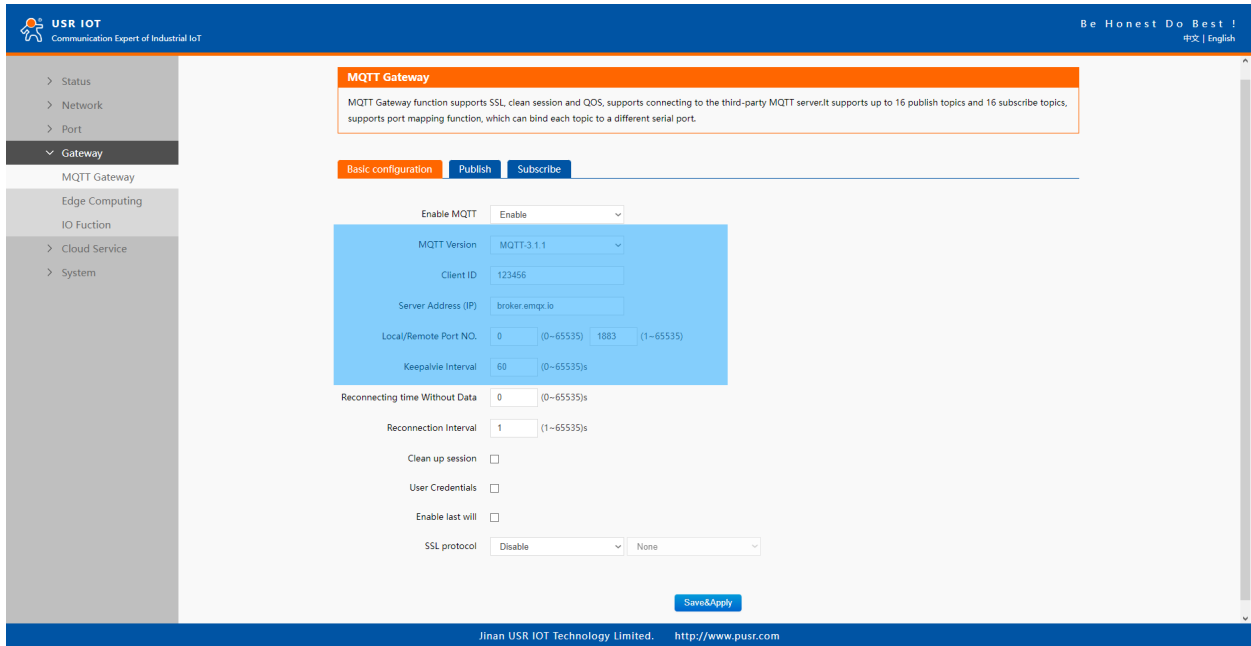 USR IOT
Communication Expert of Industrial IoT
Be Honest Do Best !
中文 | English
Status
Network
Port
Gateway
MQTT Gateway
Edge Computing
IO Fuction
Cloud Service
System
MQTT Gateway
MQTT Gateway function supports SSL, clean session and QOS, supports connecting to the third-party MQTT server.It supports up to 16 publish topics and 16 subscribe topics,
supports port mapping function, which can bind each topic to a different serial port.
Basic configuration Publish Subscribe
Enable MQTT Enable
MQTT Version MQTT-3.1.1
Client ID 123456
Server Address (IP) broker.emqx.io
Local/Remote Port NO. 0 (0~65535) 1883 (1~65535)
Keepalvie Interval 60 (0~65535)s
Reconnecting time Without Data 0 (0~65535)s
Reconnection Interval 1 (1~65535)s
Clean up session
User Credentials
Enable last will
SSL protocol Disable None
Save&Apply
Jinan USR IOT Technology Limited. http://www.pusr.com